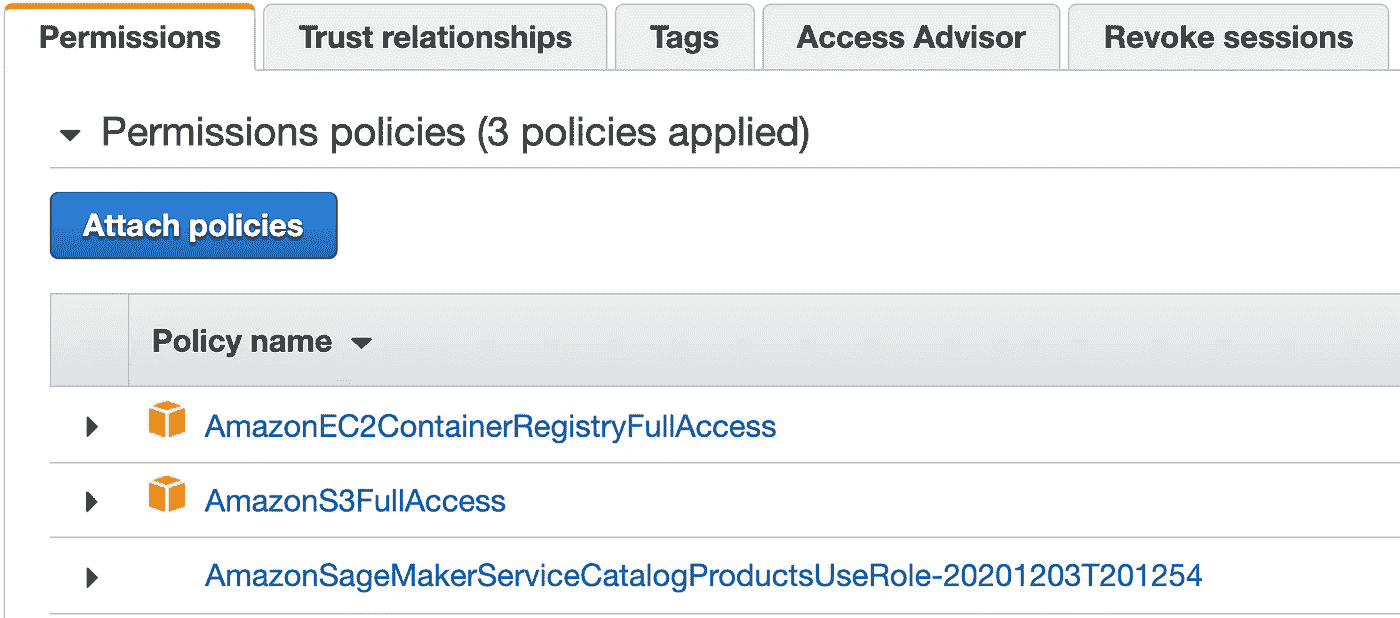 Permissions Trust relationships Tags Access Advisor Revoke sessions
Permissions policies (3 policies applied)
Attach policies
Policy name
AmazonEC2ContainerRegistryFullAccess
AmazonS3FullAccess
AmazonSageMakerServiceCatalogProductsUseRole-20201203T201254